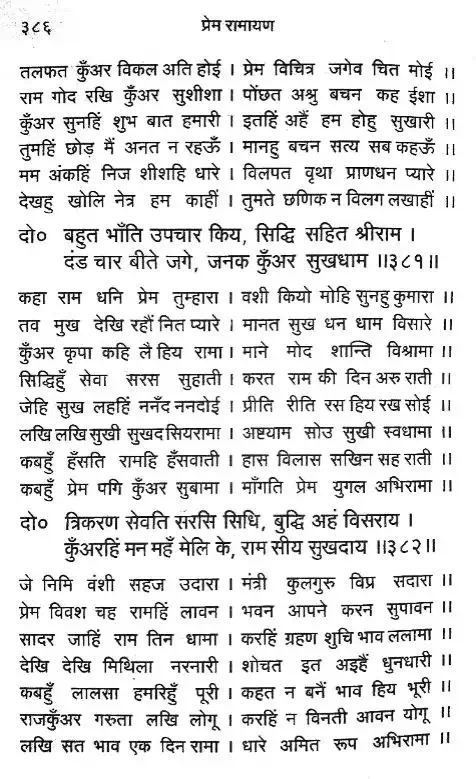 ३८६ प्रेम रामायण
तलफत कुँअर विकल अति होई । प्रेम विचित्र जगेव चित मोई ।।
राम गोद रखि कुँअर सुशीशा । पोंछत अश्रु बचन कह ईशा ।।
कुँअर सुनहिं शुभ बात हमारी । इतहिं अहैं हम होहु सुखारी ।।
तुमहिं छोड़ मैं अनत न रहऊँ । मानहु बचन सत्य सब कहऊँ ।।
मम अंकहिं निज शीशहि धारे । विलपत वृथा प्राणधन प्यारे ।।
देखहु खोलि नेत्र हम काहीं । तुमते छणिक न विलग लखाहीं ।।
दो० बहुत भाँति उपचार किय, सिद्धि सहित श्रीराम ।
दंड चार बीते जगे, जनक कुँअर सुखधाम ।।३८१।।
कहा राम धनि प्रेम तुम्हारा । वशी कियो मोहि सुनहु कुमारा ।।
तव मुख देखि रहौं नित प्यारे । मानत सुख धन धाम विसारे ।।
कुँअर कृपा कहि लै हिय रामा । माने मोद शान्ति विश्रामा ।।
सिद्धिहुँ सेवा सरस सुहाती । करत राम की दिन अरु राती ।।
जेहि सुख लहहिं ननँद ननदोई । प्रीति रीति रस हिय रख सोई ।।
लखि लखि सुखी सुखद सियरामा । अष्टयाम सोउ सुखी स्वधामा ।।
कबहुँ हँसति रामहि हँसवाती । हास विलास सखिन सह राती ।।
कबहुँ प्रेम पगि कुँअर सुबामा । माँगति प्रेम युगल अभिरामा ।।
दो० त्रिकरण सेवति सरसि सिधि, बुद्धि अहं विसराय ।
कुँअरहिं मन महँ मेलि के, राम सीय सुखदाय ।।३८२।।
जे निमि वंशी सहज उदारा । मंत्री कुलगुरु विप्र सदारा ।।
प्रेम विवश चह रामहिं लावन । भवन आपने करन सुपावन ।।
सादर जाहिं राम तिन धामा । करहिं ग्रहण शुचि भाव ललामा ।।
देखि देखि मिथिला नरनारी । शोचत इत अइहैं धुनधारी ।।
कबहुँ लालसा हमरिहुँ पूरी । कहत न बनैं भाव हिय भूरी ।।
राजकुँअर गरुता लखि लोगू । करहिं न विनती आवन योगू ।।
लखि सत भाव एक दिन रामा । धारे अमित रूप अभिरामा ।।